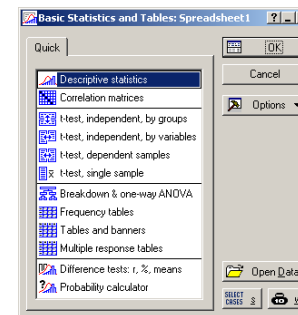 Basic Statistics and Tables: Spreadsheet1
Quick
OK
Cancel
Options
Descriptive statistics
Correlation matrices
t-test, independent, by groups
t-test, independent, by variables
t-test, dependent samples
t-test, single sample
Breakdown & one-way ANOVA
Frequency tables
Tables and banners
Multiple response tables
Difference tests: r, %, means
Probability calculator
Open Data
SELECT
CASES S